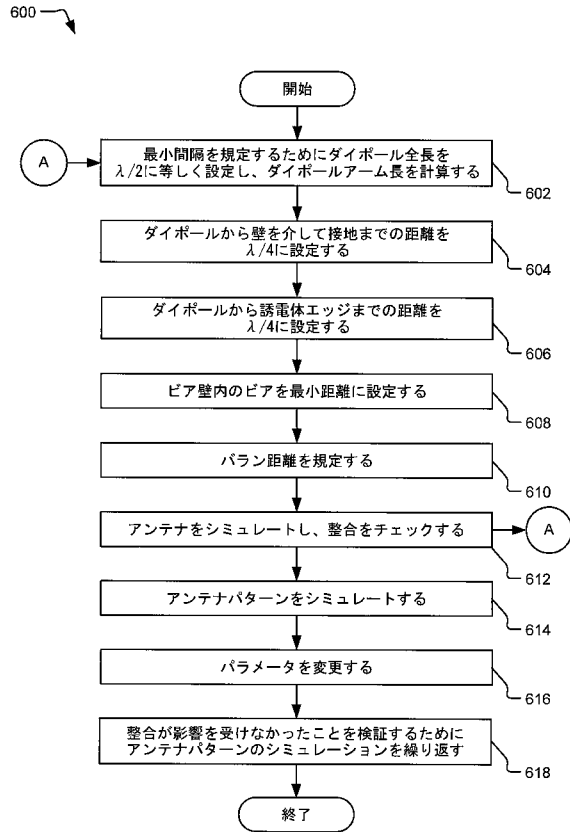 600
開始
A
最小間隔を規定するためにダイポール全長を
λ/2に等しく設定し、ダイポールアーム長を計算する
602
ダイポールから壁を介して接地までの距離を
λ/4に設定する
604
ダイポールから誘電体エッジまでの距離を
λ/4に設定する
606
ビア壁内のビアを最小距離に設定する
608
バラン距離を規定する
610
アンテナをシミュレートし、整合をチェックする
A
612
アンテナパターンをシミュレートする
614
パラメータを変更する
616
整合が影響を受けなかったことを検証するために
アンテナパターンのシミュレーションを繰り返す
618
終了